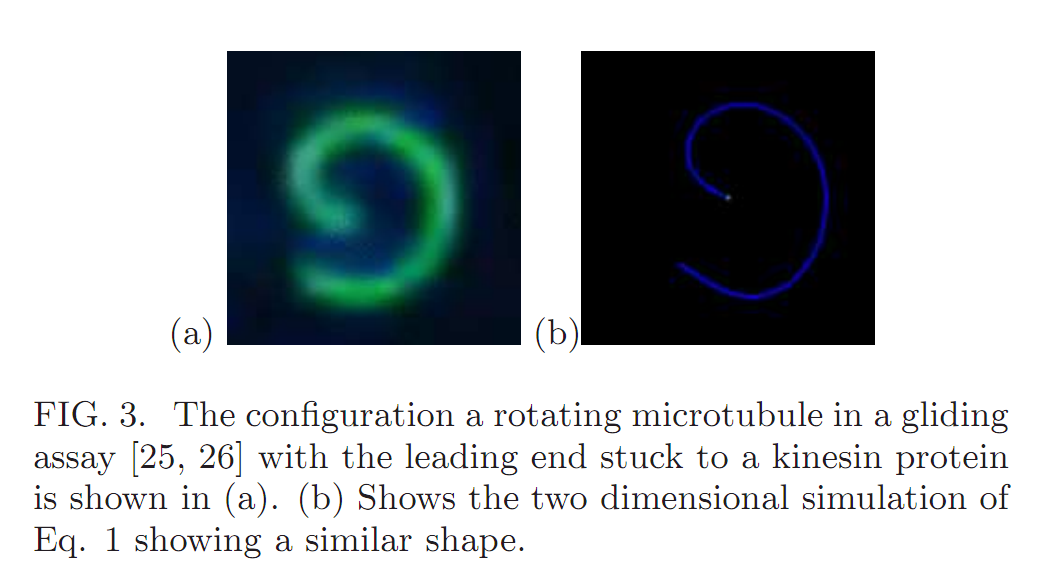 (a) (b)
FIG. 3. The configuration a rotating microtubule in a gliding
assay [25, 26] with the leading end stuck to a kinesin protein
is shown in (a). (b) Shows the two dimensional simulation of
Eq. 1 showing a similar shape.